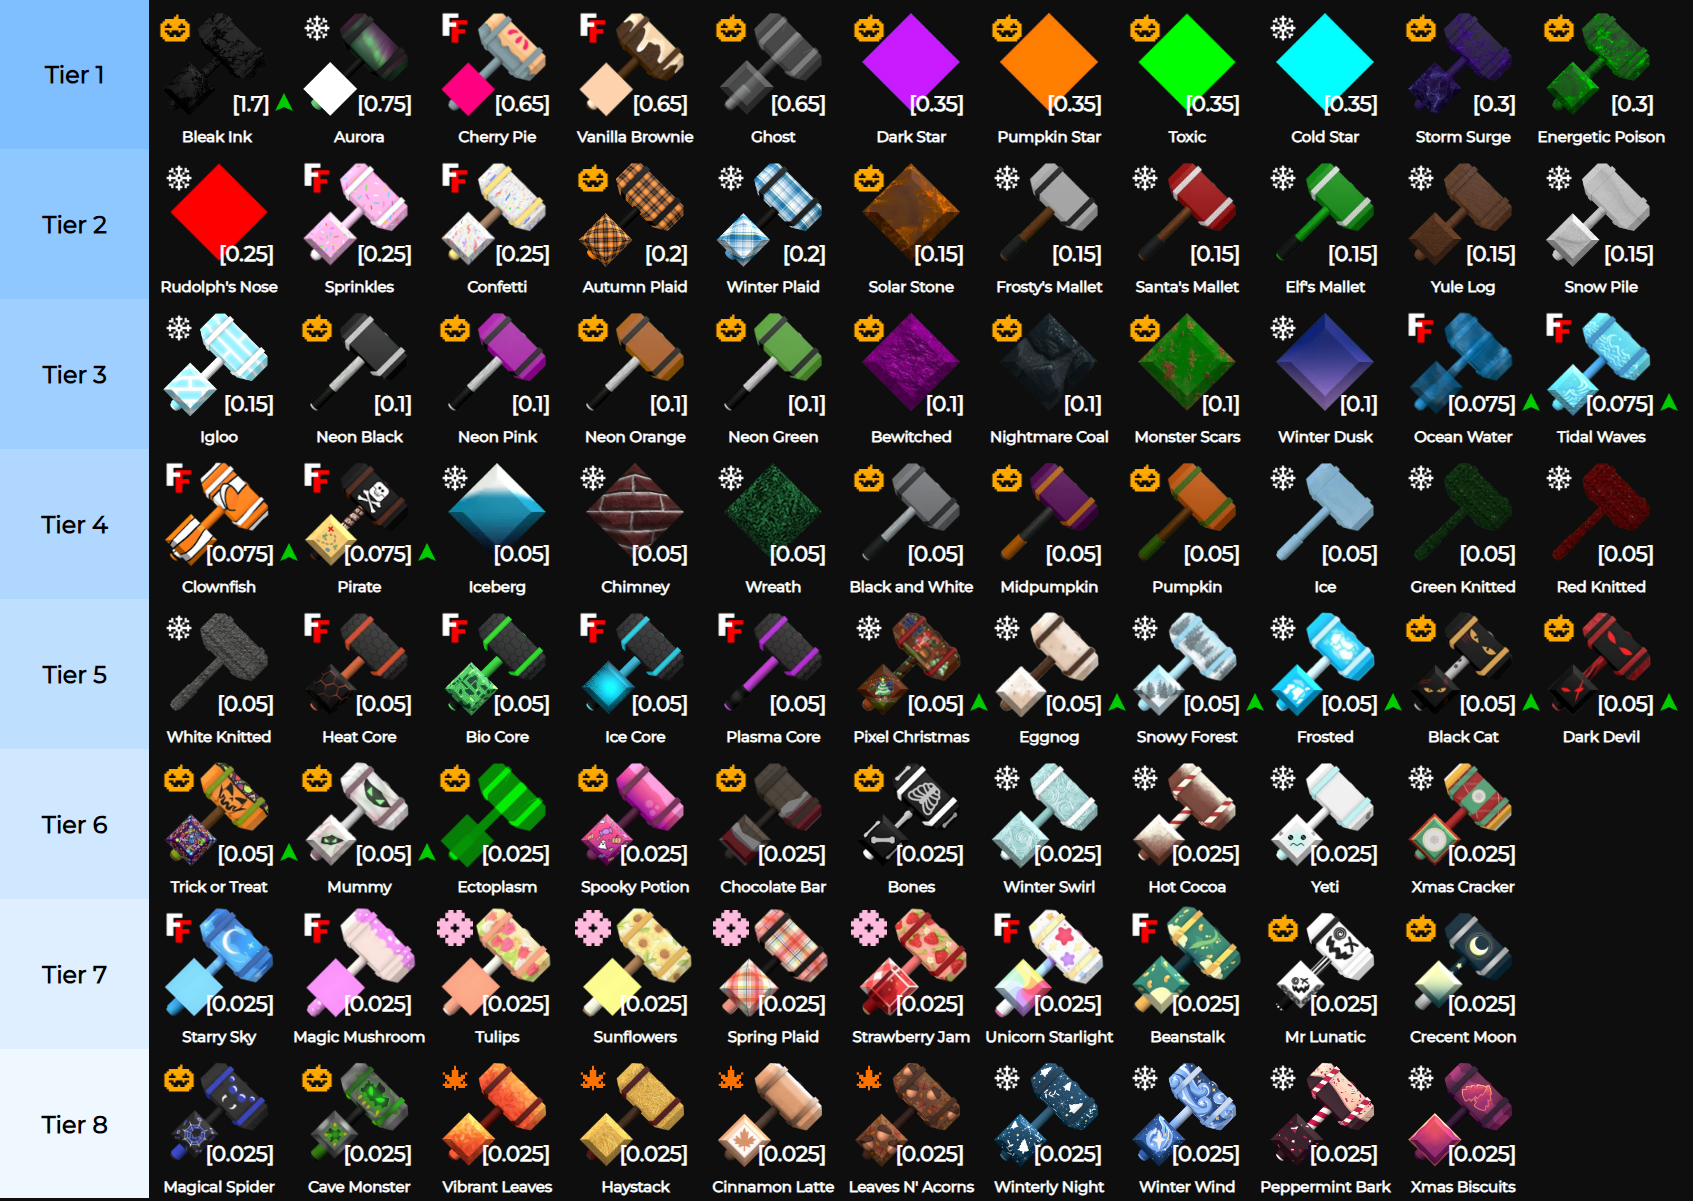 Tier 1
[1.7] [0.75] [0.65] [0.65] [0.65] [0.35] [0.35] [0.35] [0.35] [0.3] [0.3]
Bleak Ink Aurora Cherry Pie Vanilla Brownie Ghost Dark Star Pumpkin Star Toxic Cold Star Storm Surge Energetic Poison
Tier 2
[0.25] [0.25] [0.25] [0.2] [0.2] [0.15] [0.15] [0.15] [0.15] [0.15] [0.15]
Rudolph's Nose Sprinkles Confetti Autumn Plaid Winter Plaid Solar Stone Frosty's Mallet Santa's Mallet Elf's Mallet Yule Log Snow Pile
Tier 3
[0.15] [0.1] [0.1] [0.1] [0.1] [0.1] [0.1] [0.1] [0.1] [0.075] [0.075]
Igloo Neon Black Neon Pink Neon Orange Neon Green Bewitched Nightmare Coal Monster Scars Winter Dusk Ocean Water Tidal Waves
Tier 4
[0.075] [0.075] [0.05] [0.05] [0.05] [0.05] [0.05] [0.05] [0.05] [0.05] [0.05]
Clownfish Pirate Iceberg Chimney Wreath Black and White Midpumpkin Pumpkin Ice Green Knitted Red Knitted
Tier 5
[0.05] [0.05] [0.05] [0.05] [0.05] [0.05] [0.05] [0.05] [0.05] [0.05] [0.05]
White Knitted Heat Core Bio Core Ice Core Plasma Core Pixel Christmas Eggnog Snowy Forest Frosted Black Cat Dark Devil
Tier 6
[0.05] [0.05] [0.025] [0.025] [0.025] [0.025] [0.025] [0.025] [0.025] [0.025]
Trick or Treat Mummy Ectoplasm Spooky Potion Chocolate Bar Bones Winter Swirl Hot Cocoa Yeti Xmas Cracker
Tier 7
[0.025] [0.025] [0.025] [0.025] [0.025] [0.025] [0.025] [0.025] [0.025] [0.025]
Starry Sky Magic Mushroom Tulips Sunflowers Spring Plaid Strawberry Jam Unicorn Starlight Beanstalk Mr Lunatic Crecent Moon
Tier 8
[0.025] [0.025] [0.025] [0.025] [0.025] [0.025] [0.025] [0.025] [0.025] [0.025]
Magical Spider Cave Monster Vibrant Leaves Haystack Cinnamon Latte Leaves N' Acorns Winterly Night Winter Wind Peppermint Bark Xmas Biscuits